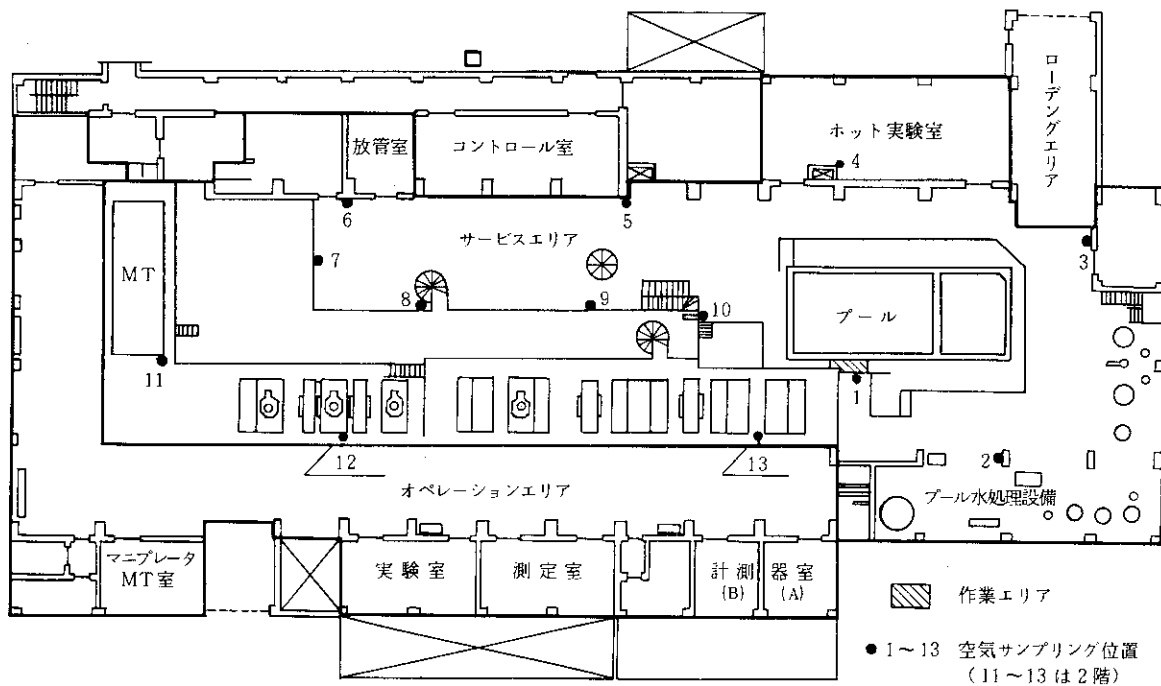 ローデングエリア
ホット実験室
放管室
コントロール室
4
6
5
サービスエリア
3
7
MT
8
9
10
プール
11
1
12
13
2
オペレーションエリア
プール水処理設備
マニプレータ
MT室
実験室
測定室
計測
(B)
器室
(A)
作業エリア
● 1～13 空気サンプリング位置
(11～13は2階)